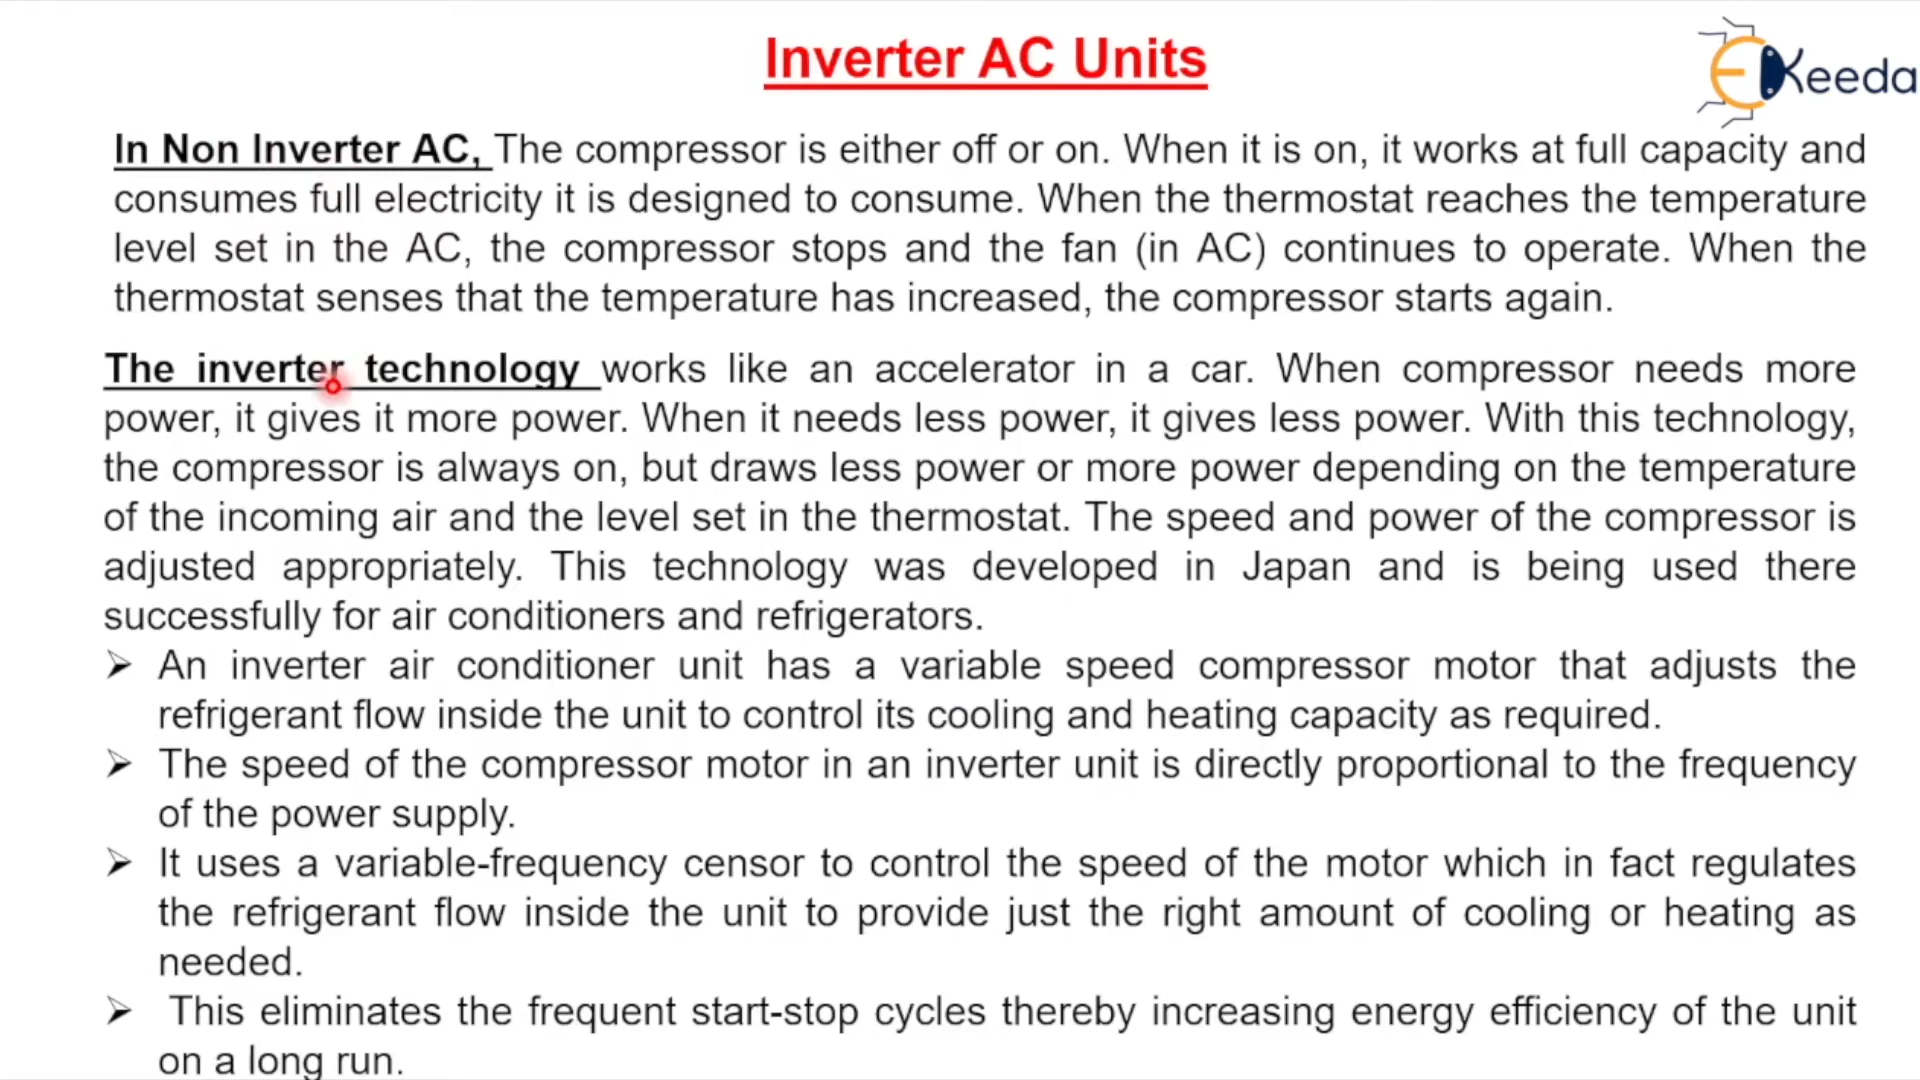 Inverter AC Units
EKeeda
In Non Inverter AC, The compressor is either off or on. When it is on, it works at full capacity and
consumes full electricity it is designed to consume. When the thermostat reaches the temperature
level set in the AC, the compressor stops and the fan (in AC) continues to operate. When the
thermostat senses that the temperature has increased, the compressor starts again.
The inverter technology works like an accelerator in a car. When compressor needs more
power, it gives it more power. When it needs less power, it gives less power. With this technology,
the compressor is always on, but draws less power or more power depending on the temperature
of the incoming air and the level set in the thermostat. The speed and power of the compressor is
adjusted appropriately. This technology was developed in Japan and is being used there
successfully for air conditioners and refrigerators.
➢ An inverter air conditioner unit has a variable speed compressor motor that adjusts the
refrigerant flow inside the unit to control its cooling and heating capacity as required.
➢ The speed of the compressor motor in an inverter unit is directly proportional to the frequency
of the power supply.
➢ It uses a variable-frequency censor to control the speed of the motor which in fact regulates
the refrigerant flow inside the unit to provide just the right amount of cooling or heating as
needed.
➢ This eliminates the frequent start-stop cycles thereby increasing energy efficiency of the unit
on a long run.